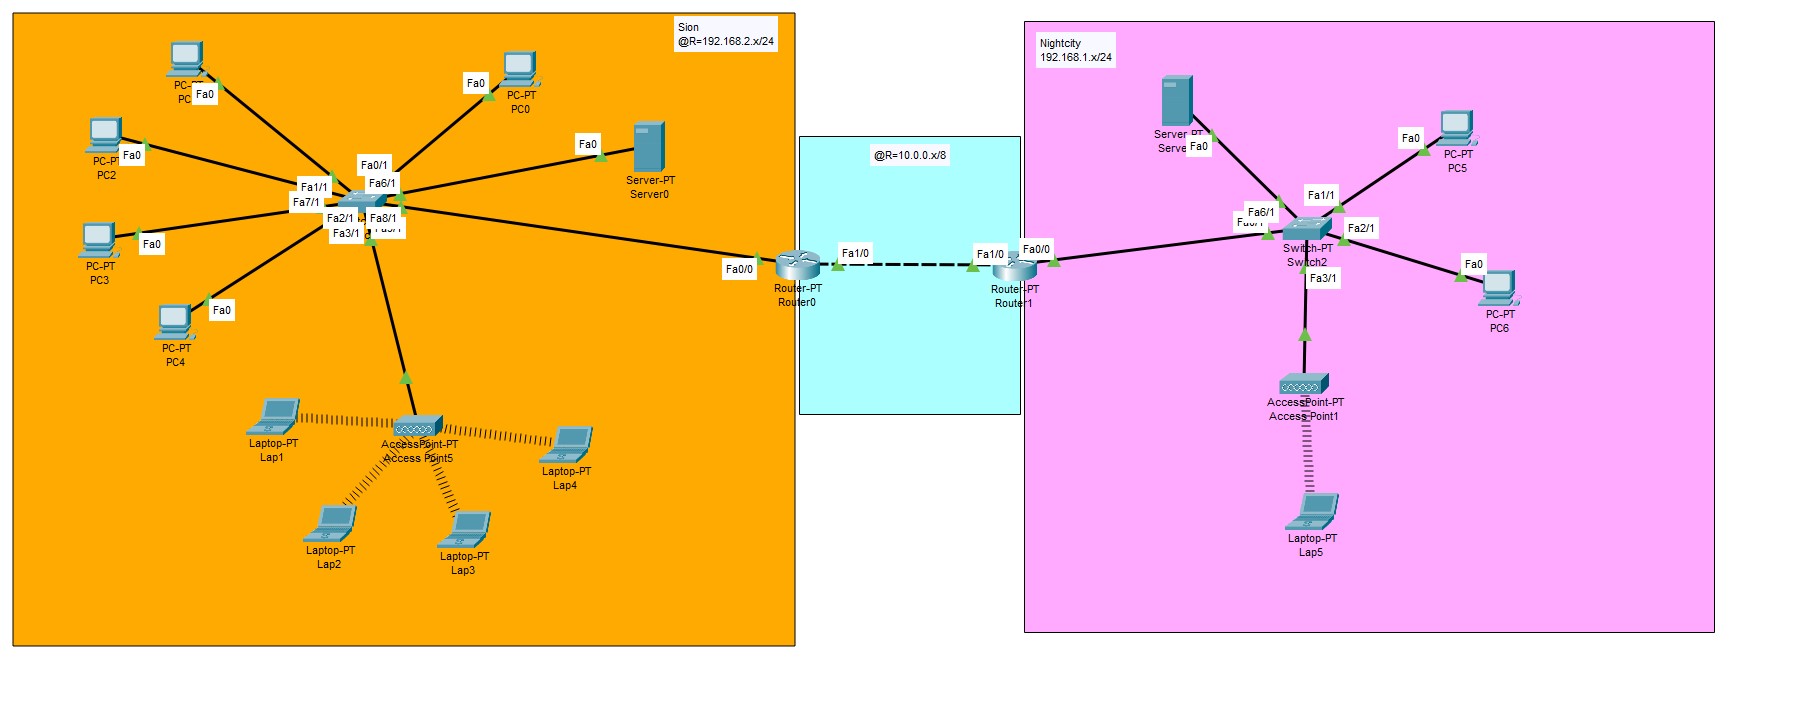 Sion
@R=192.168.2.x/24
PC-PT
Fa0
Fa0
PC-PT
PC0
Fa0
PC2
Fa0
Server-PT
Server0
Fa0/1
Fa6/1
Fa1/1
Fa7/1
Fa2/1
Fa8/1
Fa3/1
Fa0
PC-PT
PC3
Fa0
PC-PT
PC4
Fa0/0
Router-PT
Router0
Laptop-PT
Lap1
AccessPoint-PT
Access Point5
Laptop-PT
Lap4
Laptop-PT
Lap2
Laptop-PT
Lap3
@R=10.0.0.x/8
Fa1/0
Fa1/0
Fa0/0
Router-PT
Router1
Nightcity
192.168.1.x/24
Server-PT
Fa0
Fa0
PC-PT
PC5
Fa1/1
Fa6/1
Fa2/1
Switch-PT
Switch2
Fa3/1
Fa0
PC-PT
PC6
AccessPoint-PT
Access Point1
Laptop-PT
Lap5